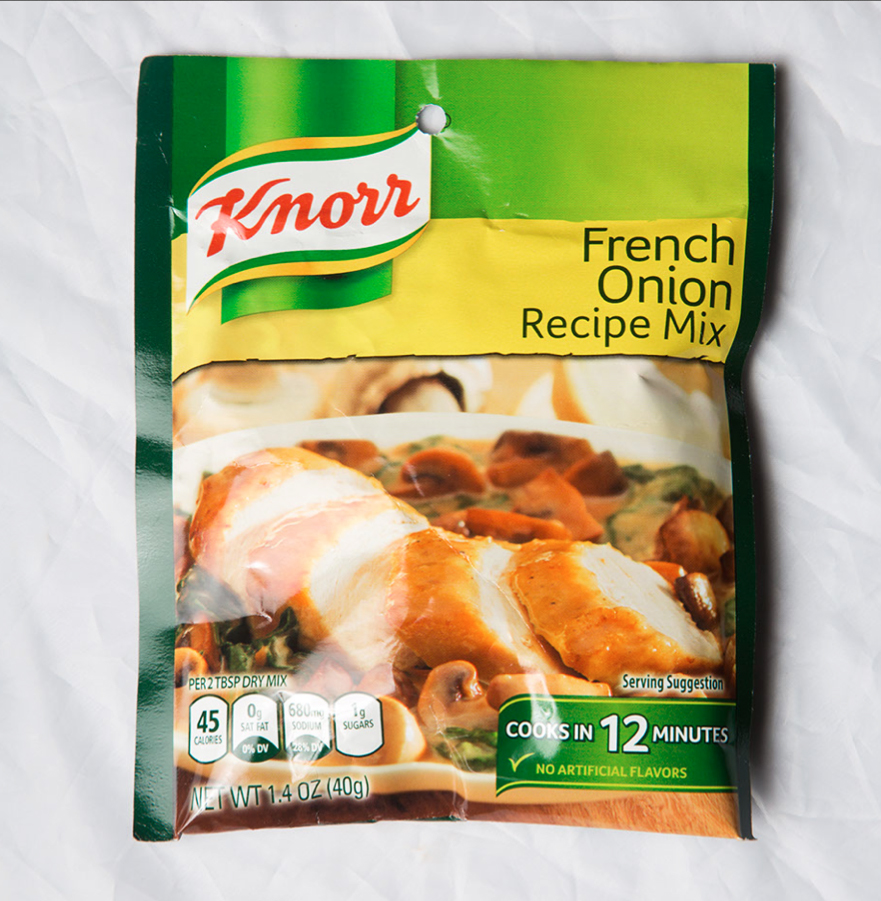 Knorr
French
Onion
Recipe Mix
Serving Suggestion
PER 2 TBSP DRY MIX
45
CALORIES
0g
SAT FAT
0% DV
680mg
SODIUM
28% DV
1g
SUGARS
COOKS IN 12 MINUTES
NO ARTIFICIAL FLAVORS
NET WT 1.4 OZ (40g)